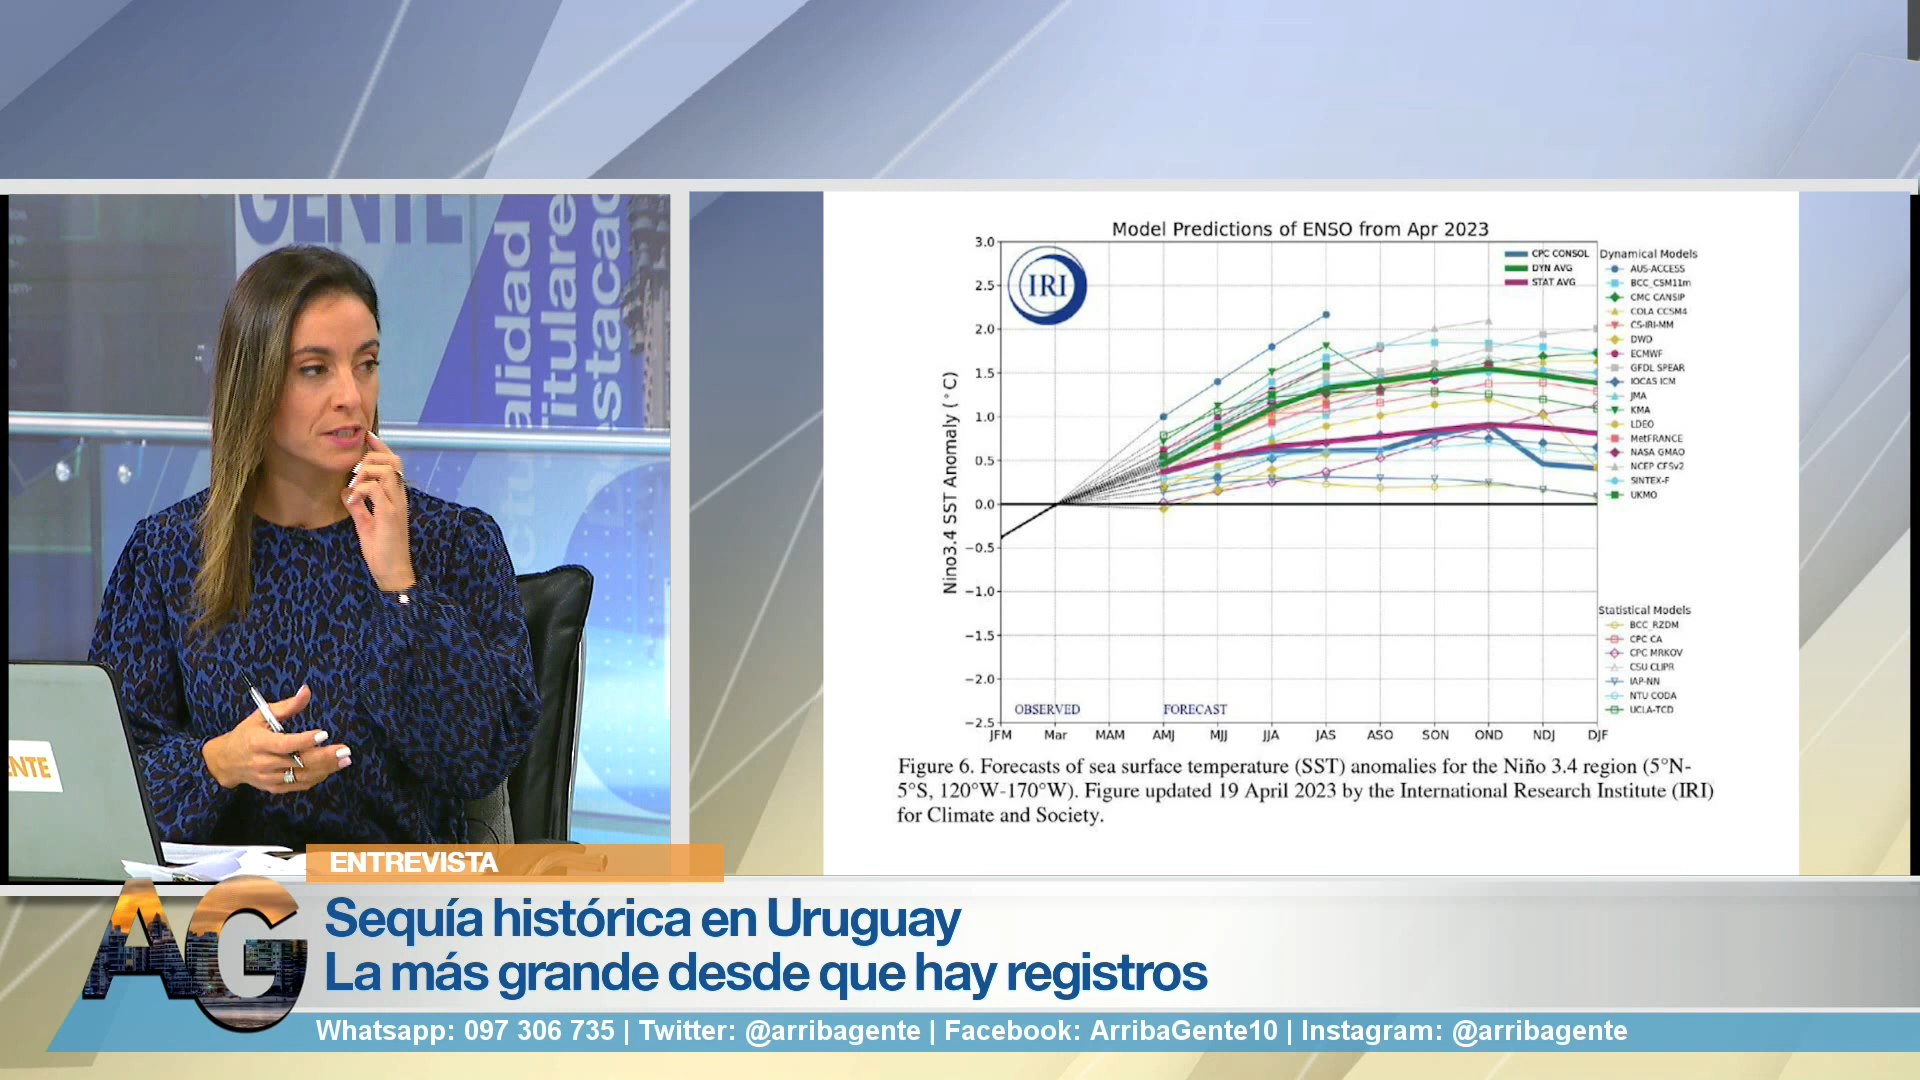 GENTE
alidad
titulare
estacad
ENTE
Model Predictions of ENSO from Apr 2023
IRI
CPC CONSOL
DYN AVG
STAT AVG
Dynamical Models
AUS-ACCESS
BCC_CSM11m
CMC CANSIP
COLA CCSM4
CS-IRI-MM
DWD
ECMWF
GFDL SPEAR
IOCAS ICM
JMA
KMA
LDEO
MetFRANCE
NASA GMAO
NCEP CFSv2
SINTEX-F
UKMO
Statistical Models
BCC_RZDM
CPC CA
CPC MRKOV
CSU CLIPR
IAP-NN
NTU CODA
UCLA-TCD
Nino3.4 SST Anomaly (°C)
3.0
2.5
2.0
1.5
1.0
0.5
0.0
−0.5
−1.0
−1.5
−2.0
−2.5
OBSERVED FORECAST
JFM Mar MAM AMJ MJJ JJA JAS ASO SON OND NDJ DJF
Figure 6. Forecasts of sea surface temperature (SST) anomalies for the Niño 3.4 region (5°N-
5°S, 120°W-170°W). Figure updated 19 April 2023 by the International Research Institute (IRI)
for Climate and Society.
ENTREVISTA
AG
Sequía histórica en Uruguay
La más grande desde que hay registros
Whatsapp: 097 306 735 | Twitter: @arribagente | Facebook: ArribaGente10 | Instagram: @arribagente